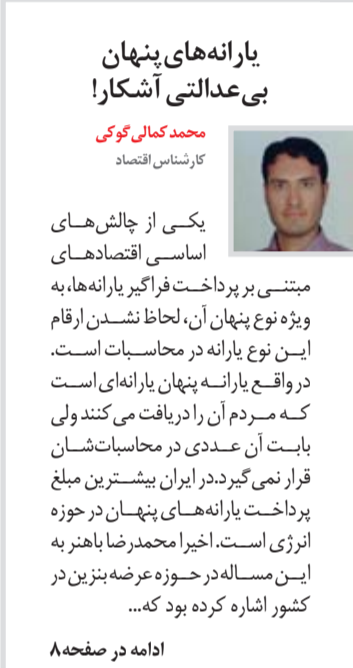 یارانه‌های پنهان
بی‌عدالتی آشکار!
محمد کمالی گوکی
کارشناس اقتصاد
یکی از چالش‌های
اساسی اقتصادهای
مبتنی بر پرداخت فراگیر یارانه‌ها، به
ویژه نوع پنهان آن، لحاظ نشدن ارقام
این نوع یارانه در محاسبات است.
در واقع یارانه پنهان یارانه‌ای است
که مردم آن را دریافت می‌کنند ولی
بابت آن عددی در محاسبات‌شان
قرار نمی‌گیرد. در ایران بیشترین مبلغ
پرداخت یارانه‌های پنهان در حوزه
انرژی است. اخیرا محمدرضا باهنر به
این مساله در حوزه عرضه بنزین در
کشور اشاره کرده بود که...
ادامه در صفحه ۸